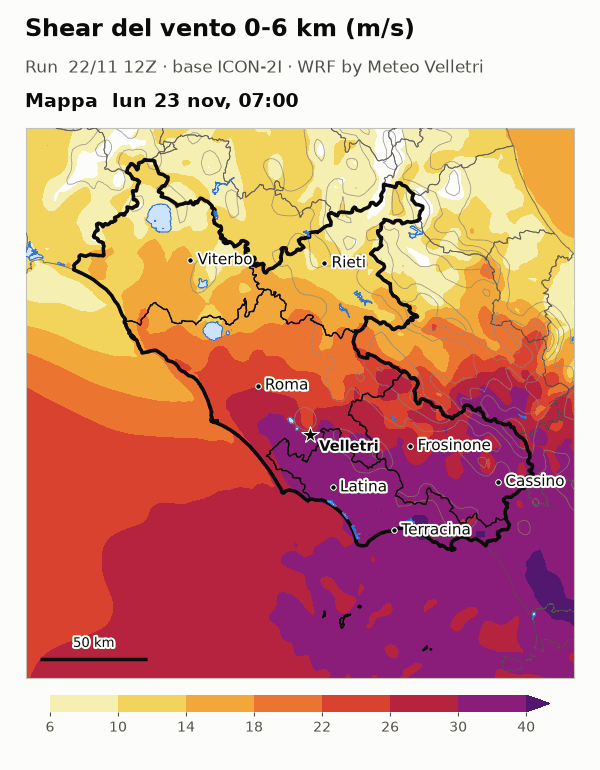 Shear del vento 0-6 km (m/s)
Run  22/11 12Z · base ICON-2I · WRF by Meteo Velletri
Mappa  lun 23 nov, 07:00
Viterbo
Rieti
Roma
Velletri
Frosinone
Latina
Cassino
Terracina
50 km
6 10 14 18 22 26 30 40